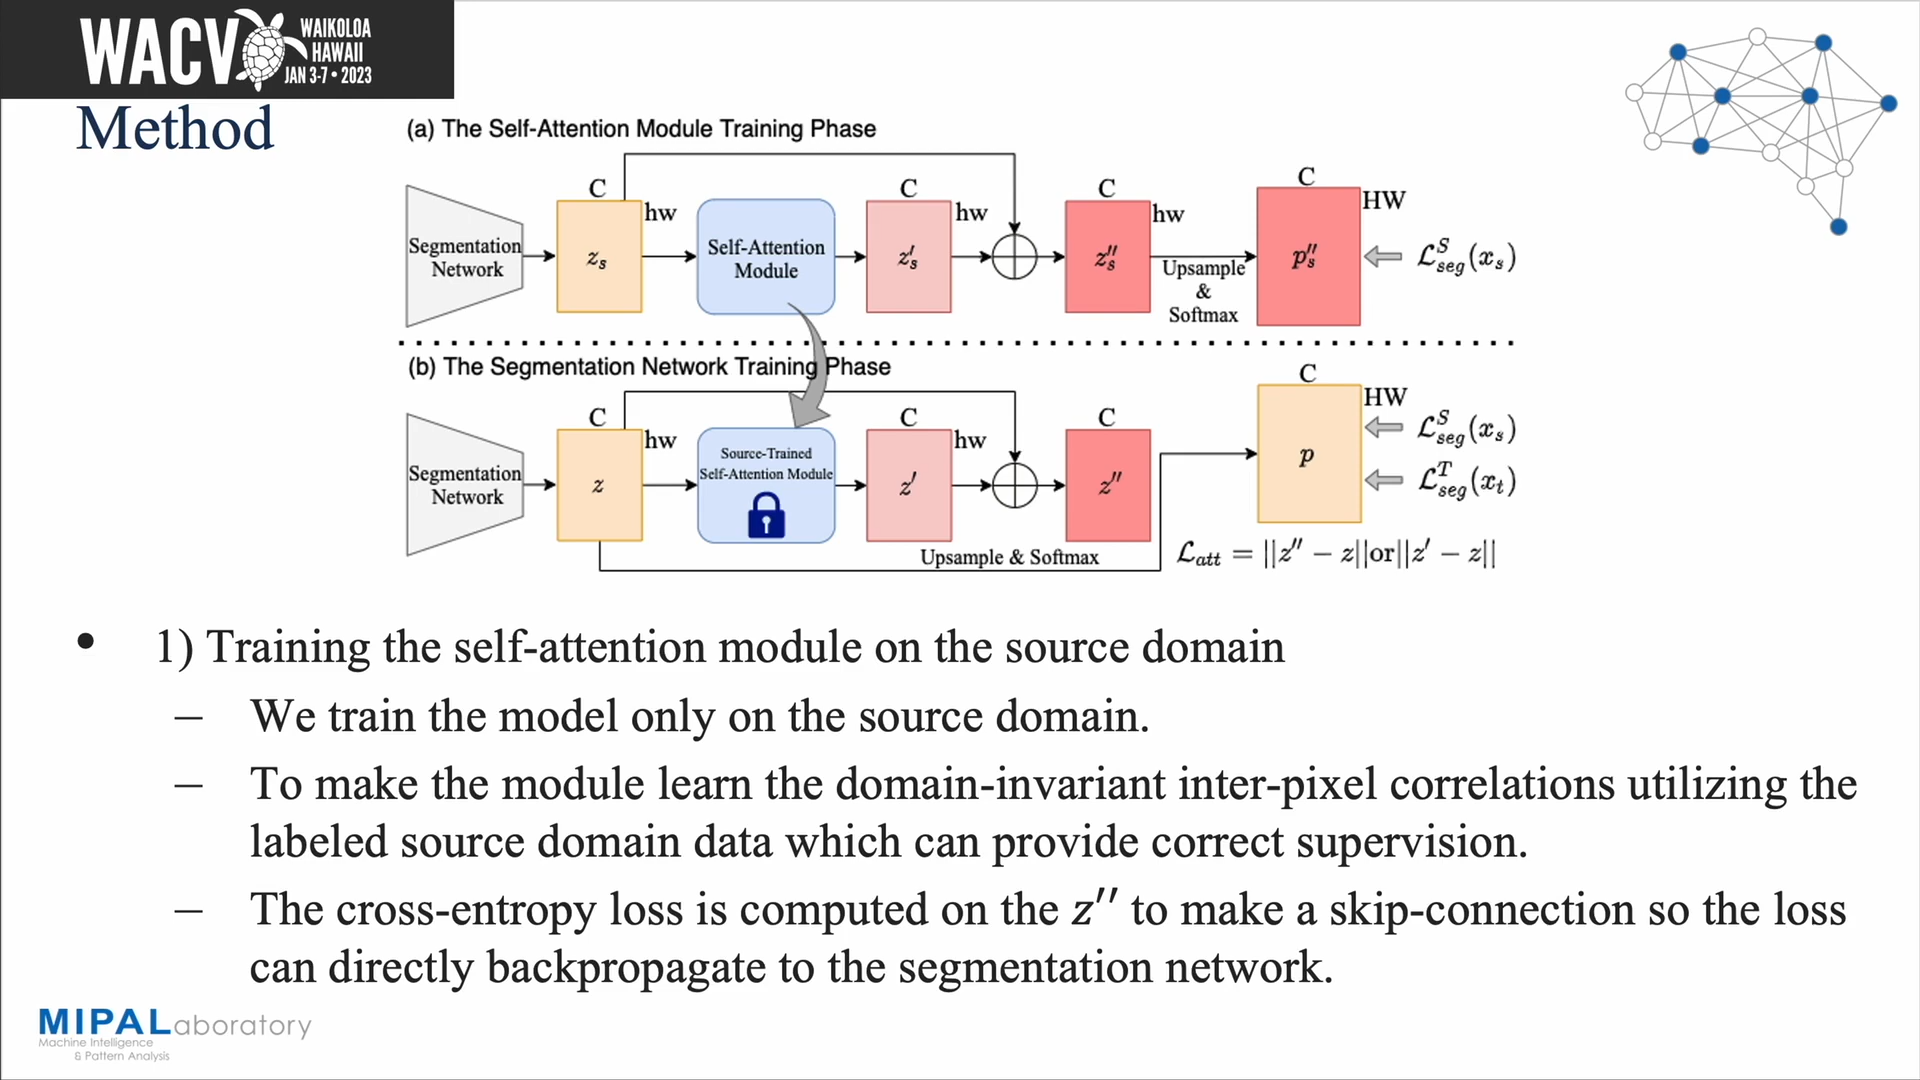 WACV
WAIKOLOA
HAWAII
JAN 3-7 • 2023
Method
(a) The Self-Attention Module Training Phase
Segmentation
Network
C
hw
z_s
Self-Attention
Module
C
hw
z'_s
C
hw
z''_s
Upsample
&
Softmax
C
HW
p''_s
ℒ^S_seg(x_s)
(b) The Segmentation Network Training Phase
Segmentation
Network
C
hw
z
Source-Trained
Self-Attention Module
C
hw
z'
C
z''
Upsample & Softmax
C
HW
p
ℒ^S_seg(x_s)
ℒ^T_seg(x_t)
ℒ_att = ||z'' − z||or||z' − z||
• 1) Training the self-attention module on the source domain
– We train the model only on the source domain.
– To make the module learn the domain-invariant inter-pixel correlations utilizing the
labeled source domain data which can provide correct supervision.
– The cross-entropy loss is computed on the z'' to make a skip-connection so the loss
can directly backpropagate to the segmentation network.
MIPALaboratory
Machine Intelligence
& Pattern Analysis